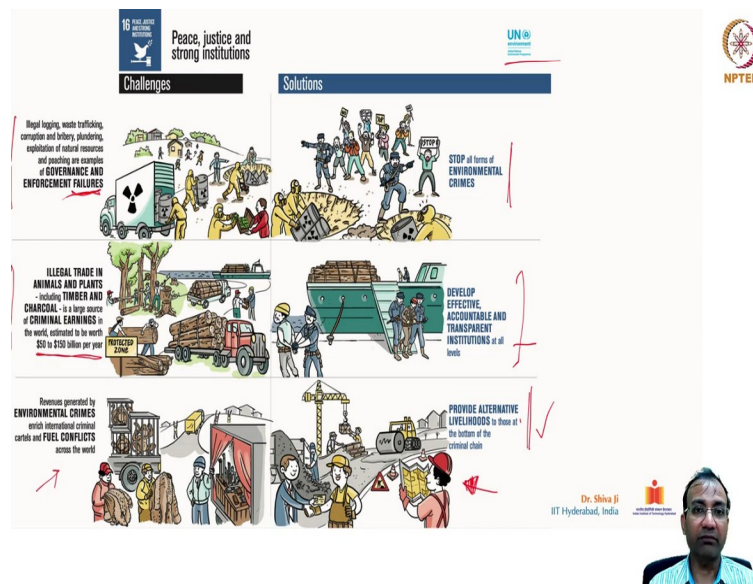 16 PEACE, JUSTICE
AND STRONG
INSTITUTIONS
Peace, justice and
strong institutions
UN
environment
NPTEL
Challenges
Solutions
Illegal logging, waste trafficking,
corruption and bribery, plundering,
exploitation of natural resources
and poaching are examples
of GOVERNANCE AND
ENFORCEMENT FAILURES
STOP
STOP all forms of
ENVIRONMENTAL
CRIMES
ILLEGAL TRADE IN
ANIMALS AND PLANTS
- including TIMBER AND
CHARCOAL - is a large source
of CRIMINAL EARNINGS in
the world, estimated to be worth
$50 to $150 billion per year
PROTECTED
ZONE
DEVELOP
EFFECTIVE,
ACCOUNTABLE AND
TRANSPARENT
INSTITUTIONS at all
levels
Revenues generated by
ENVIRONMENTAL CRIMES
enrich international criminal
cartels and FUEL CONFLICTS
across the world
PROVIDE ALTERNATIVE
LIVELIHOODS to those at
the bottom of the
criminal chain
Dr. Shiva Ji
IIT Hyderabad, India